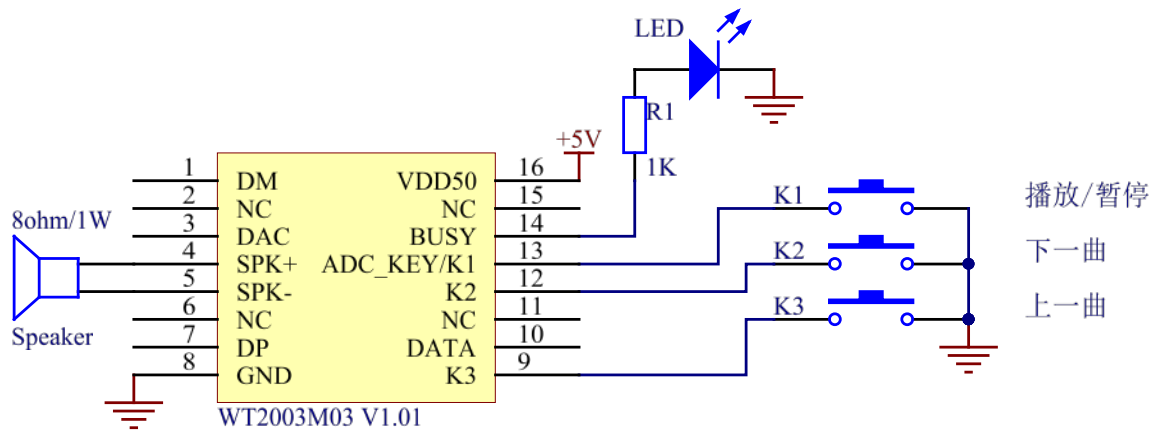 LED
R1
1K
+5V
8ohm/1W
Speaker
1 DM VDD50 16
2 NC NC 15
3 DAC BUSY 14
4 SPK+ ADC_KEY/K1 13
5 SPK- K2 12
6 NC NC 11
7 DP DATA 10
8 GND K3 9
WT2003M03 V1.01
K1 播放/暂停
K2 下一曲
K3 上一曲